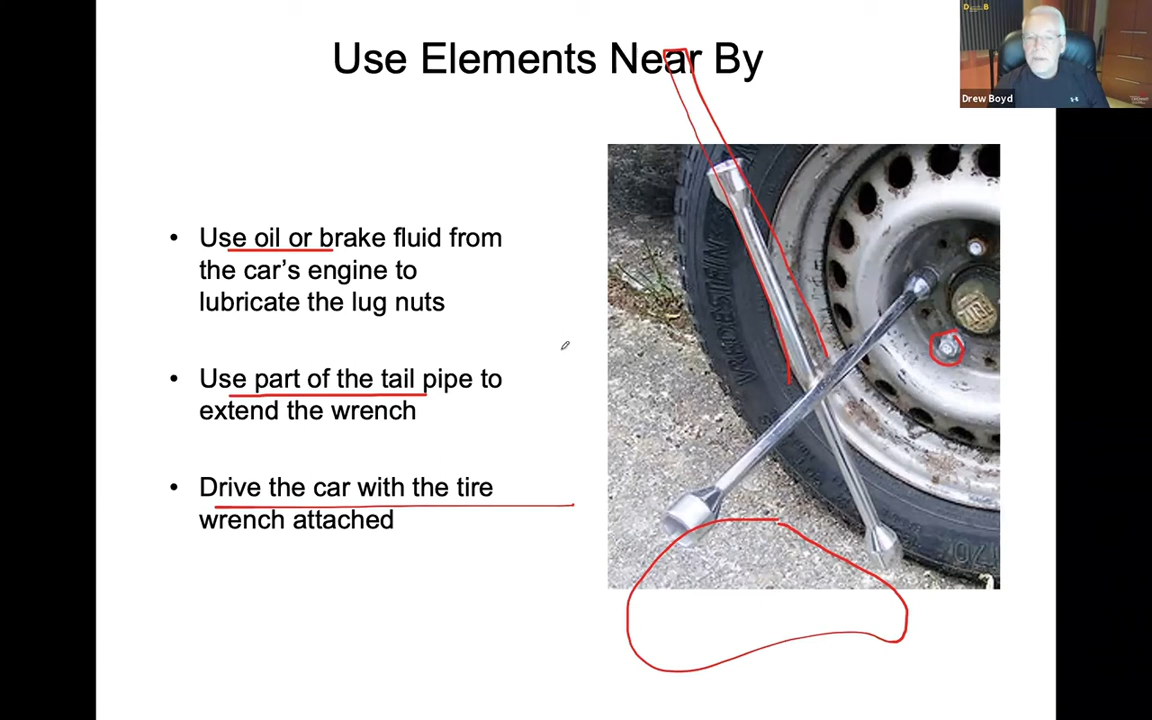 Use Elements Near By
Drew Boyd
• Use oil or brake fluid from
the car's engine to
lubricate the lug nuts
• Use part of the tail pipe to
extend the wrench
• Drive the car with the tire
wrench attached
VREDESTEIN